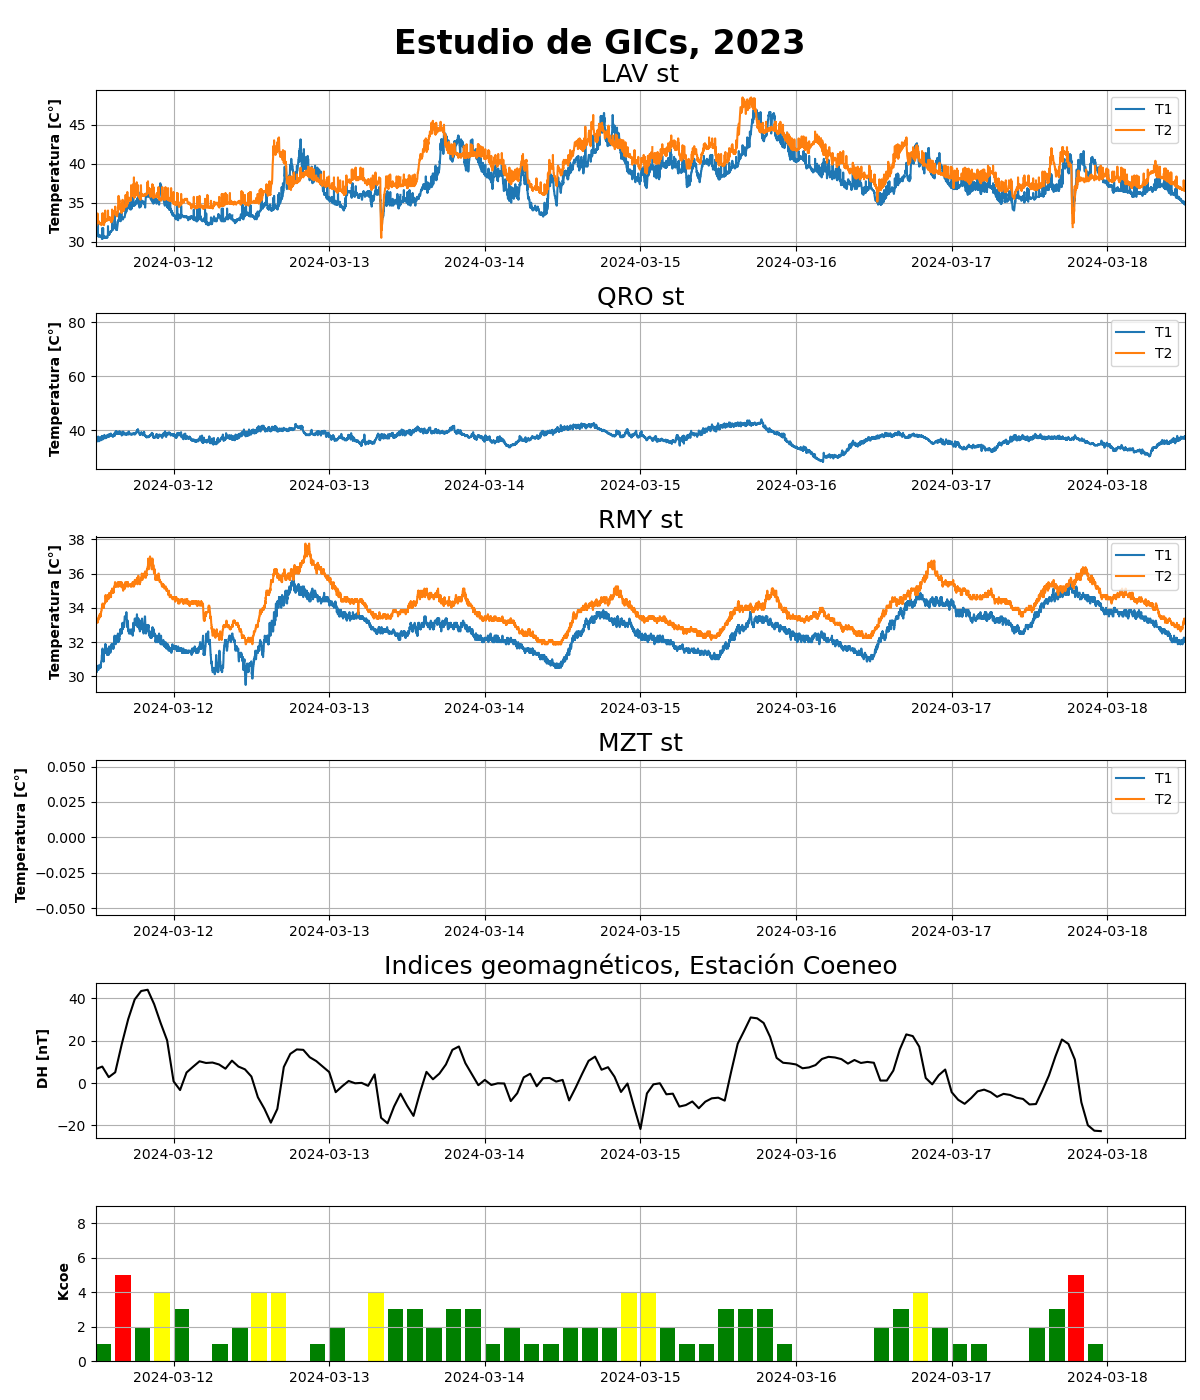 Estudio de GICs, 2023
LAV st
Temperatura [C°]
45
40
35
30
T1
T2
2024-03-12 2024-03-13 2024-03-14 2024-03-15 2024-03-16 2024-03-17 2024-03-18
QRO st
Temperatura [C°]
80
60
40
T1
T2
2024-03-12 2024-03-13 2024-03-14 2024-03-15 2024-03-16 2024-03-17 2024-03-18
RMY st
Temperatura [C°]
38
36
34
32
30
T1
T2
2024-03-12 2024-03-13 2024-03-14 2024-03-15 2024-03-16 2024-03-17 2024-03-18
MZT st
Temperatura [C°]
0.050
0.025
0.000
−0.025
−0.050
T1
T2
2024-03-12 2024-03-13 2024-03-14 2024-03-15 2024-03-16 2024-03-17 2024-03-18
Indices geomagnéticos, Estación Coeneo
DH [nT]
40
20
0
−20
2024-03-12 2024-03-13 2024-03-14 2024-03-15 2024-03-16 2024-03-17 2024-03-18
Kcoe
8
6
4
2
0
2024-03-12 2024-03-13 2024-03-14 2024-03-15 2024-03-16 2024-03-17 2024-03-18